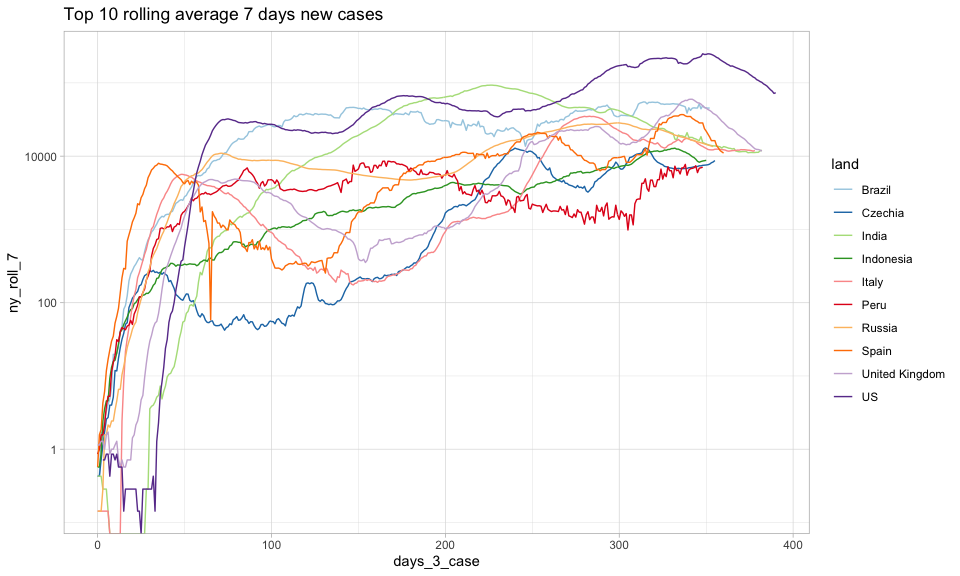 Top 10 rolling average 7 days new cases
ny_roll_7
10000
100
1
0
100
200
300
400
days_3_case
land
Brazil
Czechia
India
Indonesia
Italy
Peru
Russia
Spain
United Kingdom
US